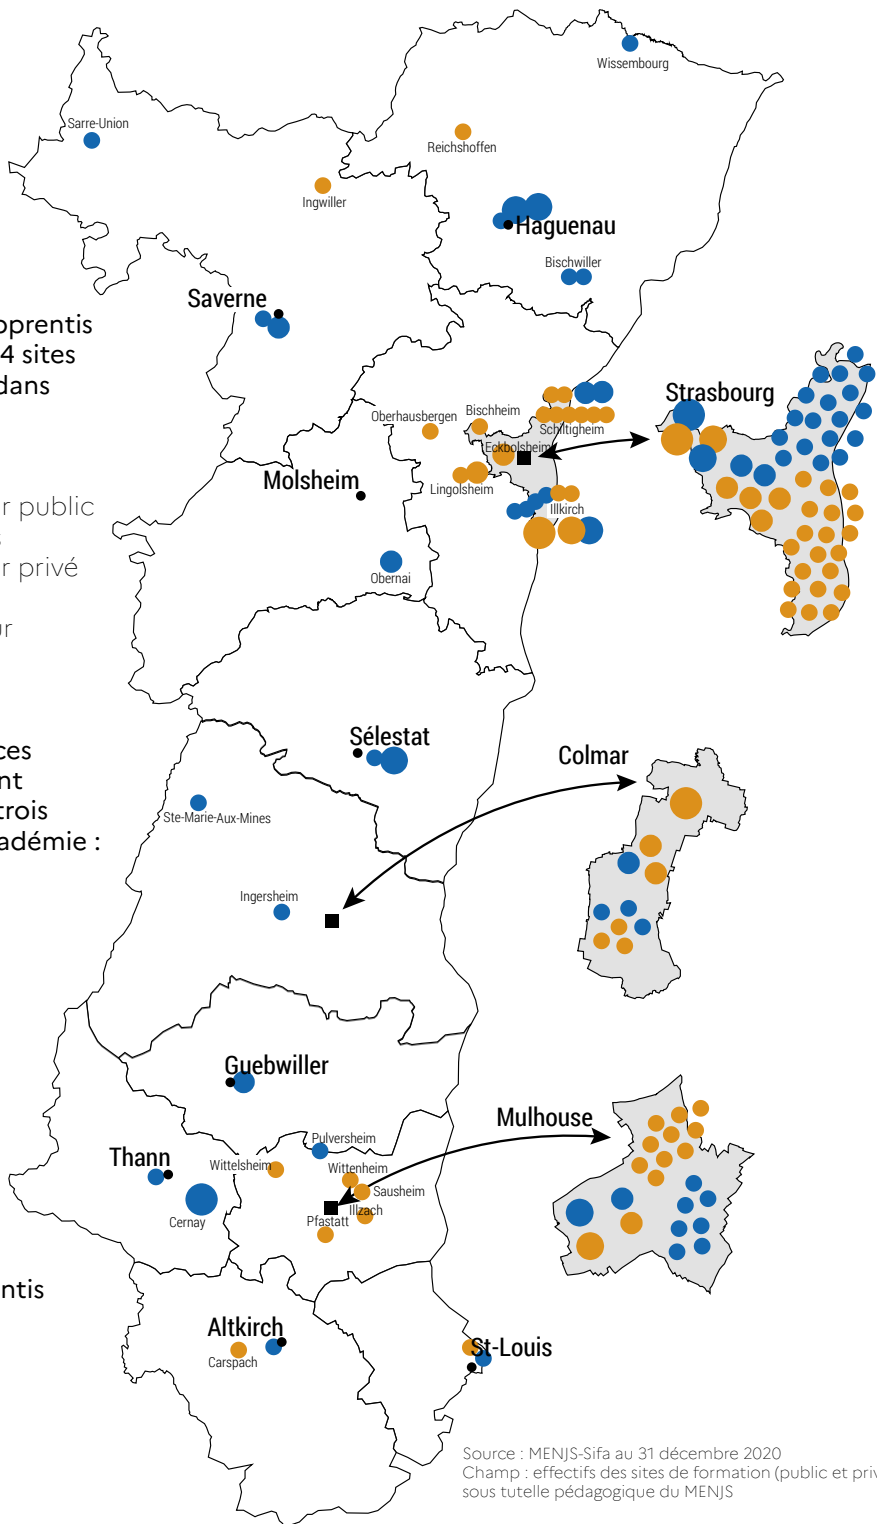 Wissembourg
Sarre-Union
Reichshoffen
Ingwiller
Haguenau
Bischwiller
Saverne
pprentis
4 sites
dans
Strasbourg
Bischheim
Oberhausbergen
Schiltigheim
Eckbolsheim
Molsheim
Lingolsheim
r public
Illkirch
r privé
Obernai
ur
Sélestat
ces
Colmar
nt
trois
Ste-Marie-Aux-Mines
adémie :
Ingersheim
Guebwiller
Mulhouse
Pulversheim
Thann
Wittelsheim
Wittenheim
Sausheim
Illzach
Cernay
Pfastatt
ntis
Altkirch
St-Louis
Carspach
Source : MENJS-Sifa au 31 décembre 2020
Champ : effectifs des sites de formation (public et priv
sous tutelle pédagogique du MENJS